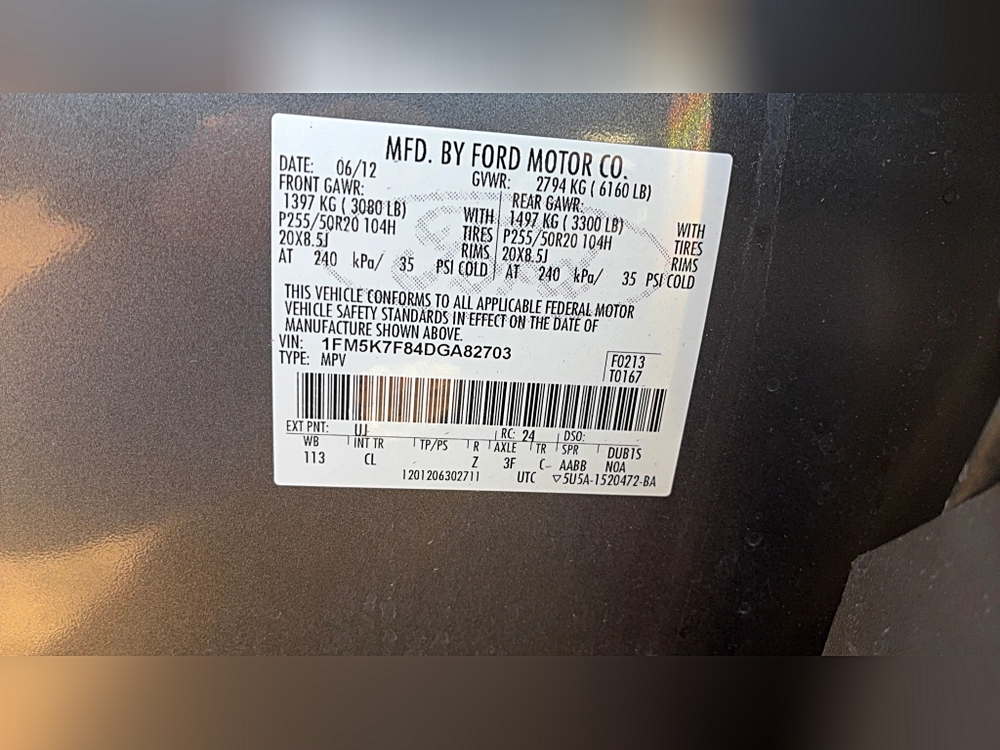 MFD. BY FORD MOTOR CO.
DATE: 06/12 GVWR: 2794 KG ( 6160 LB)
FRONT GAWR: REAR GAWR:
1397 KG ( 3080 LB) WITH 1497 KG ( 3300 LB) WITH
P255/50R20 104H TIRES P255/50R20 104H TIRES
20X8.5J RIMS 20X8.5J RIMS
AT 240 kPa/ 35 PSI COLD AT 240 kPa/ 35 PSI COLD
THIS VEHICLE CONFORMS TO ALL APPLICABLE FEDERAL MOTOR
VEHICLE SAFETY STANDARDS IN EFFECT ON THE DATE OF
MANUFACTURE SHOWN ABOVE.
VIN: 1FM5K7F84DGA82703
TYPE: MPV
F0213
T0167
EXT PNT: UJ RC: 24 DSO:
WB INT TR TP/PS R AXLE TR SPR DUB1S
113 CL Z 3F C- AABB NOA
1201206302711 UTC ▽5U5A-1520472-BA